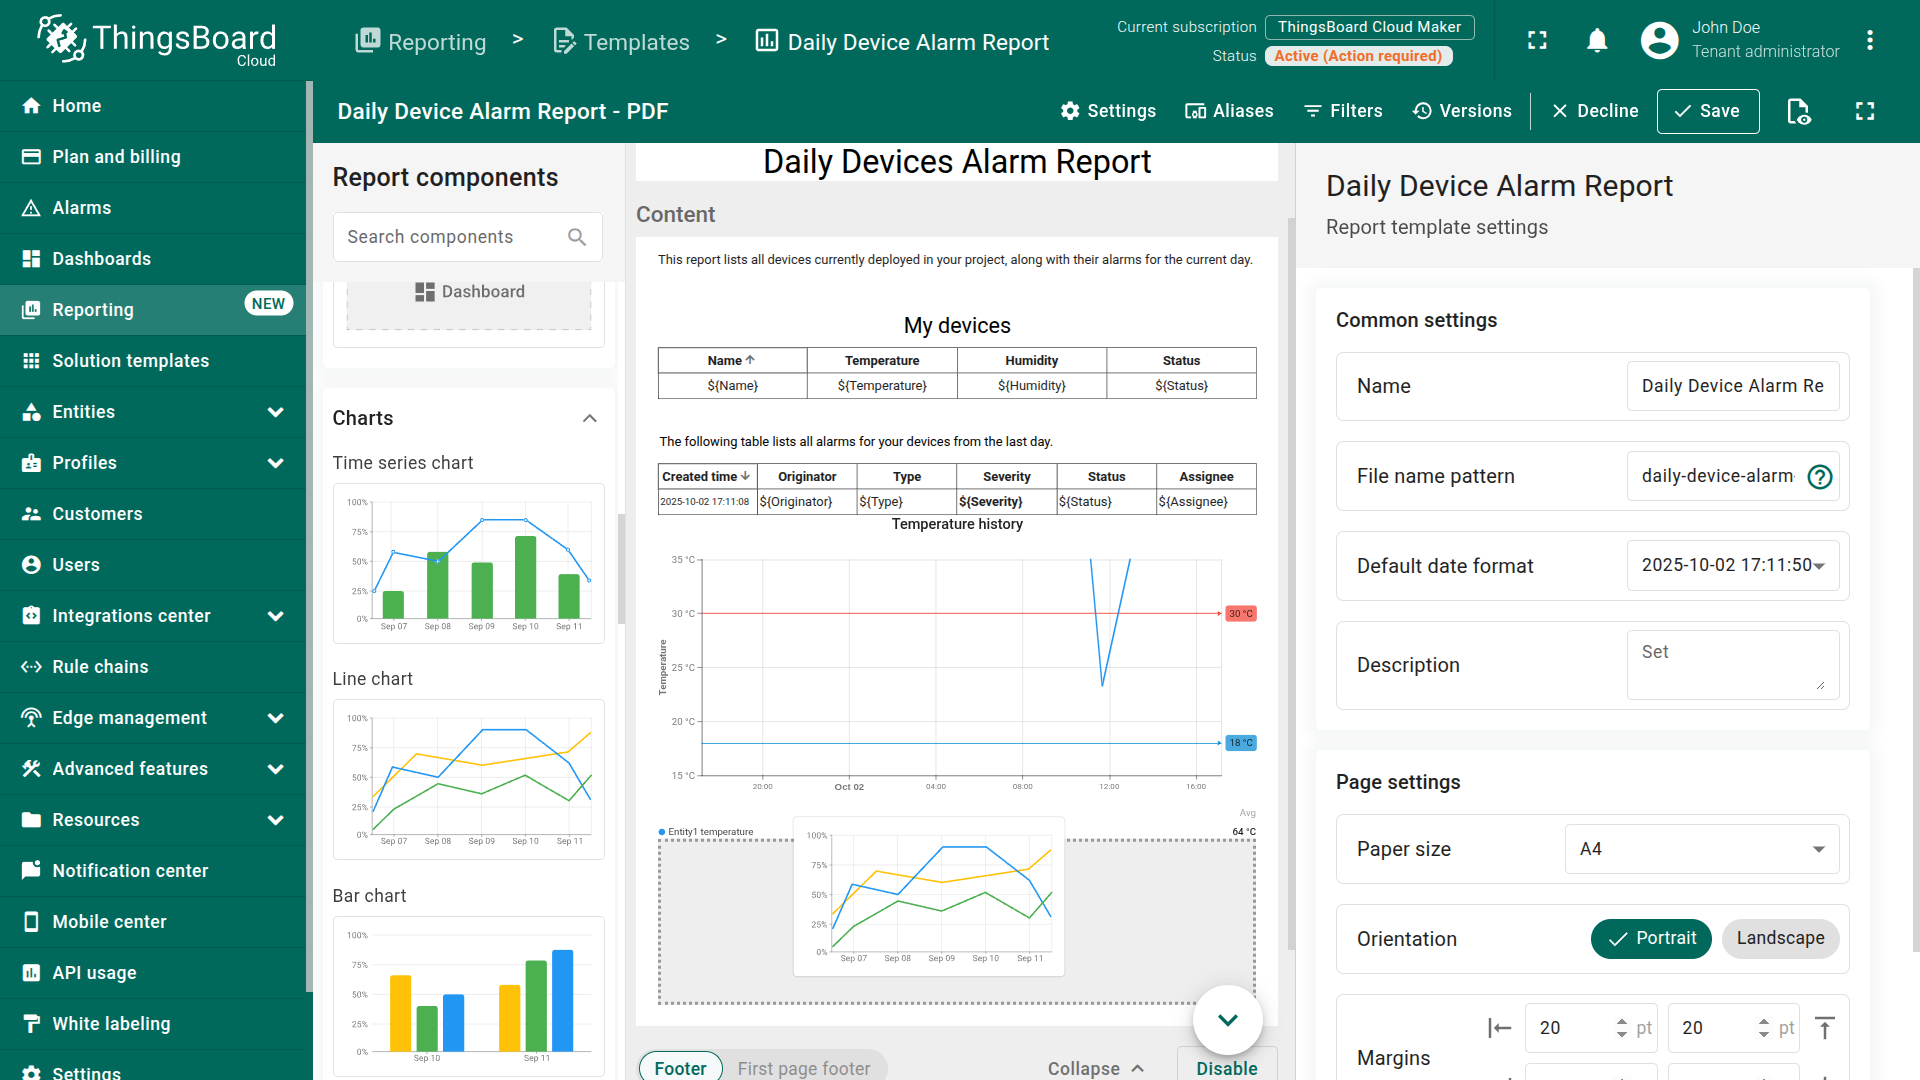 ThingsBoard
Cloud
Reporting > Templates > Daily Device Alarm Report
Current subscription ThingsBoard Cloud Maker
Status Active (Action required)
John Doe
Tenant administrator
Home
Plan and billing
Alarms
Dashboards
Reporting NEW
Solution templates
Entities
Profiles
Customers
Users
Integrations center
Rule chains
Edge management
Advanced features
Resources
Notification center
Mobile center
API usage
White labeling
Settings
Daily Device Alarm Report - PDF
Settings Aliases Filters Versions Decline Save
Report components
Search components
Dashboard
Charts
Time series chart
100%
75%
50%
25%
0%
Sep 07 Sep 08 Sep 09 Sep 10 Sep 11
Line chart
100%
75%
50%
25%
0%
Sep 07 Sep 08 Sep 09 Sep 10 Sep 11
Bar chart
100%
75%
50%
25%
0%
Sep 10 Sep 11
Daily Devices Alarm Report
Content
This report lists all devices currently deployed in your project, along with their alarms for the current day.
My devices
Name Temperature Humidity Status
${Name} ${Temperature} ${Humidity} ${Status}
The following table lists all alarms for your devices from the last day.
Created time Originator Type Severity Status Assignee
2025-10-02 17:11:08 ${Originator} ${Type} ${Severity} ${Status} ${Assignee}
Temperature history
Temperature
35 °C
30 °C 30 °C
25 °C
20 °C
18 °C
15 °C
20:00 Oct 02 04:00 08:00 12:00 16:00
Avg
Entity1 temperature 64 °C
100%
75%
50%
25%
0%
Sep 07 Sep 08 Sep 09 Sep 10 Sep 11
Footer First page footer Collapse Disable
Daily Device Alarm Report
Report template settings
Common settings
Name Daily Device Alarm Re
File name pattern daily-device-alarm-
Default date format 2025-10-02 17:11:50
Description Set
Page settings
Paper size A4
Orientation Portrait Landscape
Margins 20 pt 20 pt